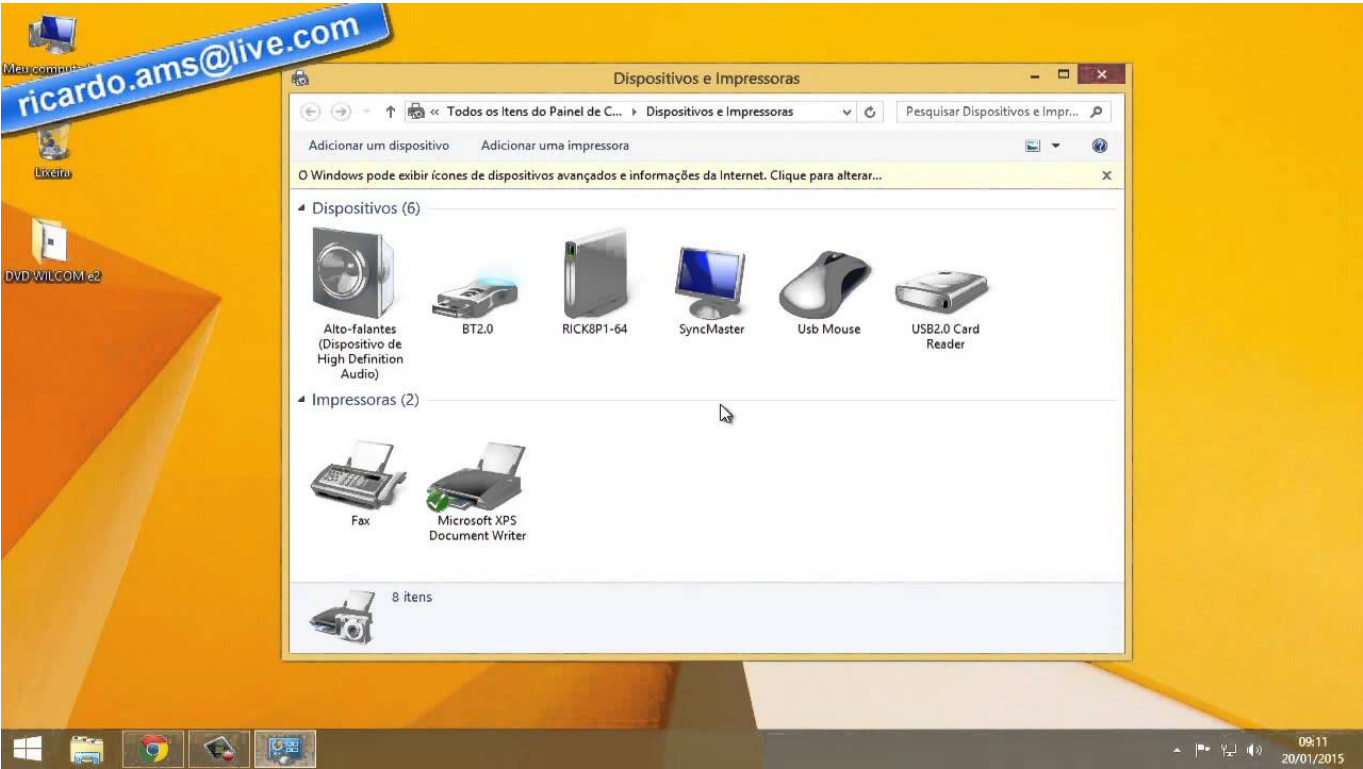 ricardo.ams@live.com
Lixeira
DVD WILCOM e2
Dispositivos e Impressoras
« Todos os Itens do Painel de C... Dispositivos e Impressoras
Pesquisar Dispositivos e Impr...
Adicionar um dispositivo Adicionar uma impressora
O Windows pode exibir ícones de dispositivos avançados e informações da Internet. Clique para alterar...
Dispositivos (6)
Alto-falantes
(Dispositivo de
High Definition
Audio)
BT2.0
RICK8P1-64
SyncMaster
Usb Mouse
USB2.0 Card
Reader
Impressoras (2)
Fax
Microsoft XPS
Document Writer
8 itens
09:11
20/01/2015